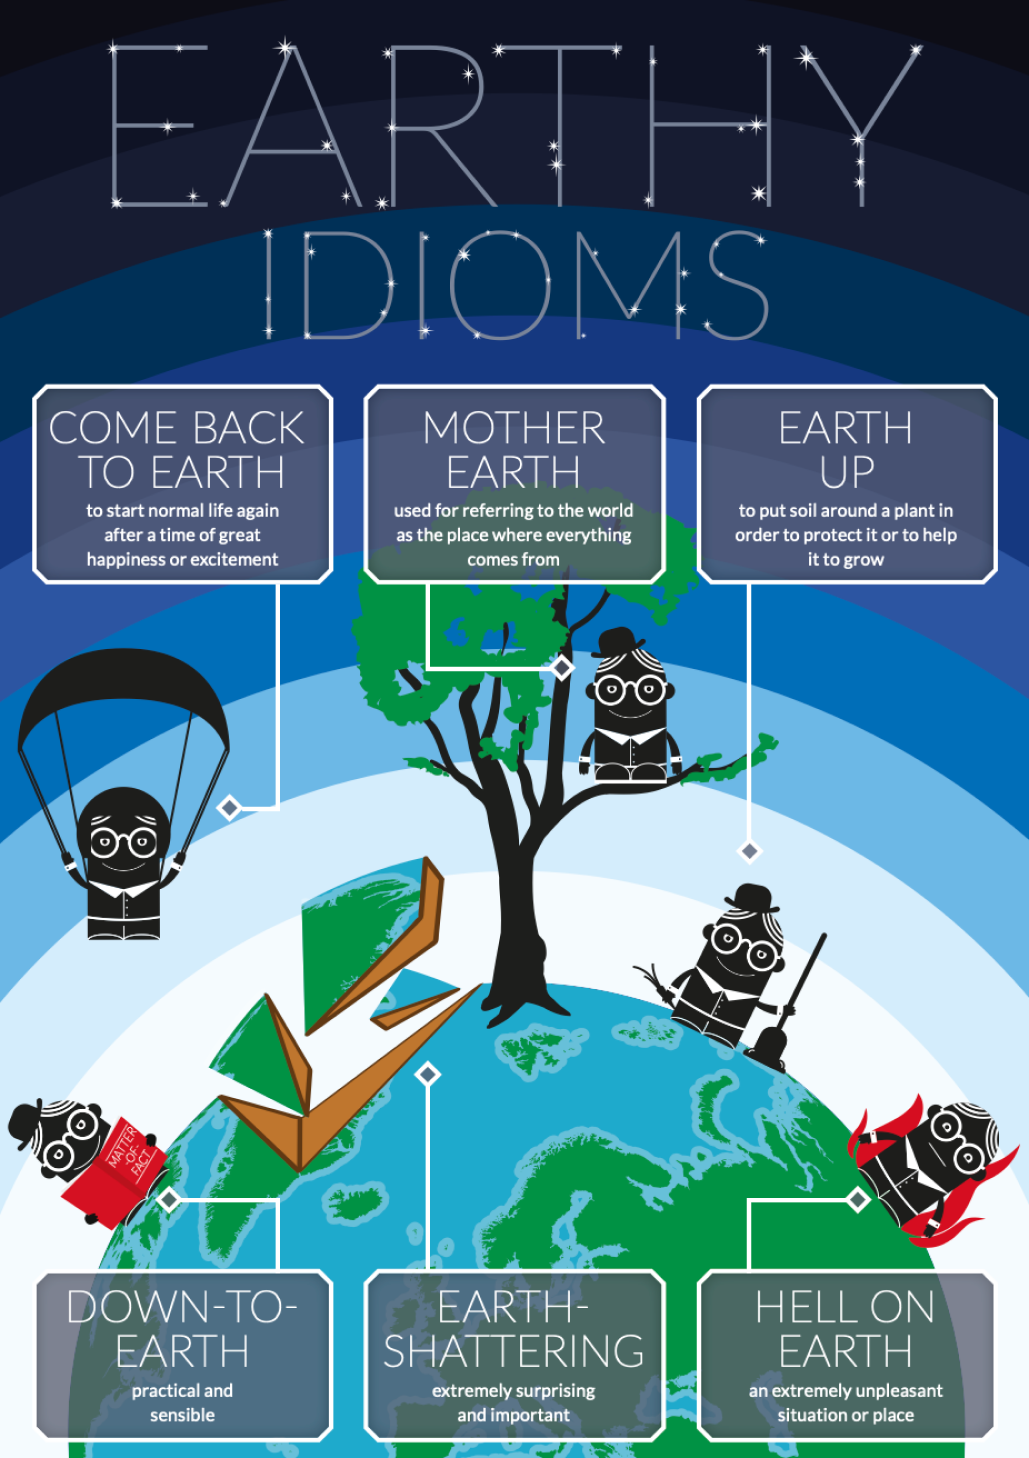 EARTHY
IDIOMS
COME BACK
TO EARTH
to start normal life again
after a time of great
happiness or excitement
MOTHER
EARTH
used for referring to the world
as the place where everything
comes from
EARTH
UP
to put soil around a plant in
order to protect it or to help
it to grow
MATTER
-OF-
FACT
DOWN-TO-
EARTH
practical and
sensible
EARTH-
SHATTERING
extremely surprising
and important
HELL ON
EARTH
an extremely unpleasant
situation or place